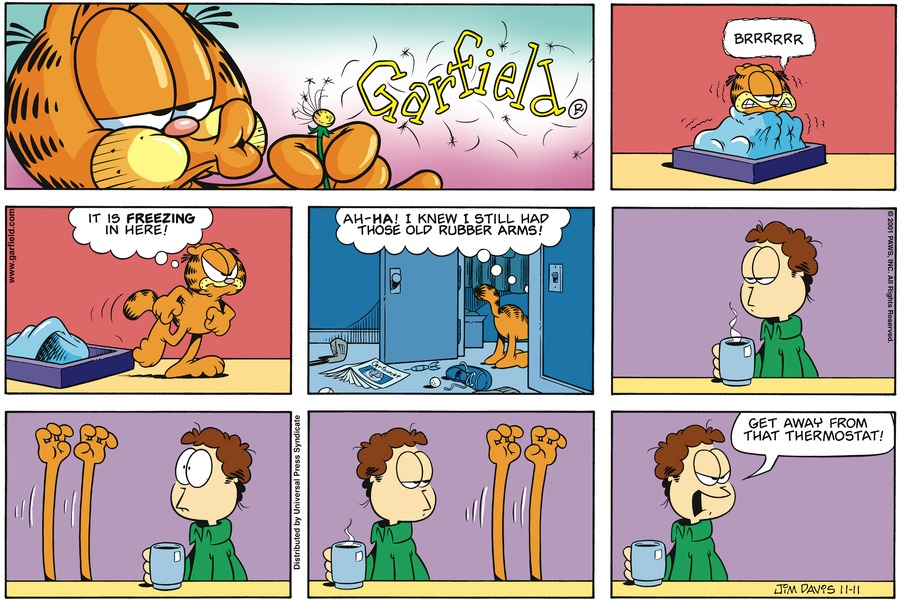 Garfield®
BRRRRRR
IT IS FREEZING
IN HERE!
www.garfield.com
AH-HA! I KNEW I STILL HAD
THOSE OLD RUBBER ARMS!
© 2001 PAWS, INC. All Rights Reserved.
Distributed by Universal Press Syndicate
GET AWAY FROM
THAT THERMOSTAT!
JIM DAVIS 11-11